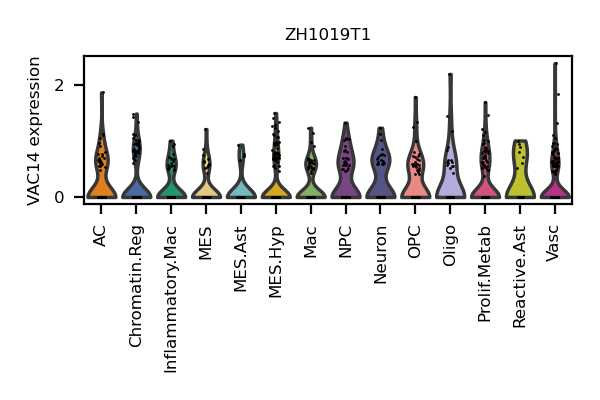 ZH1019T1
VAC14 expression
2
0
AC
Chromatin.Reg
Inflammatory.Mac
MES
MES.Ast
MES.Hyp
Mac
NPC
Neuron
OPC
Oligo
Prolif.Metab
Reactive.Ast
Vasc